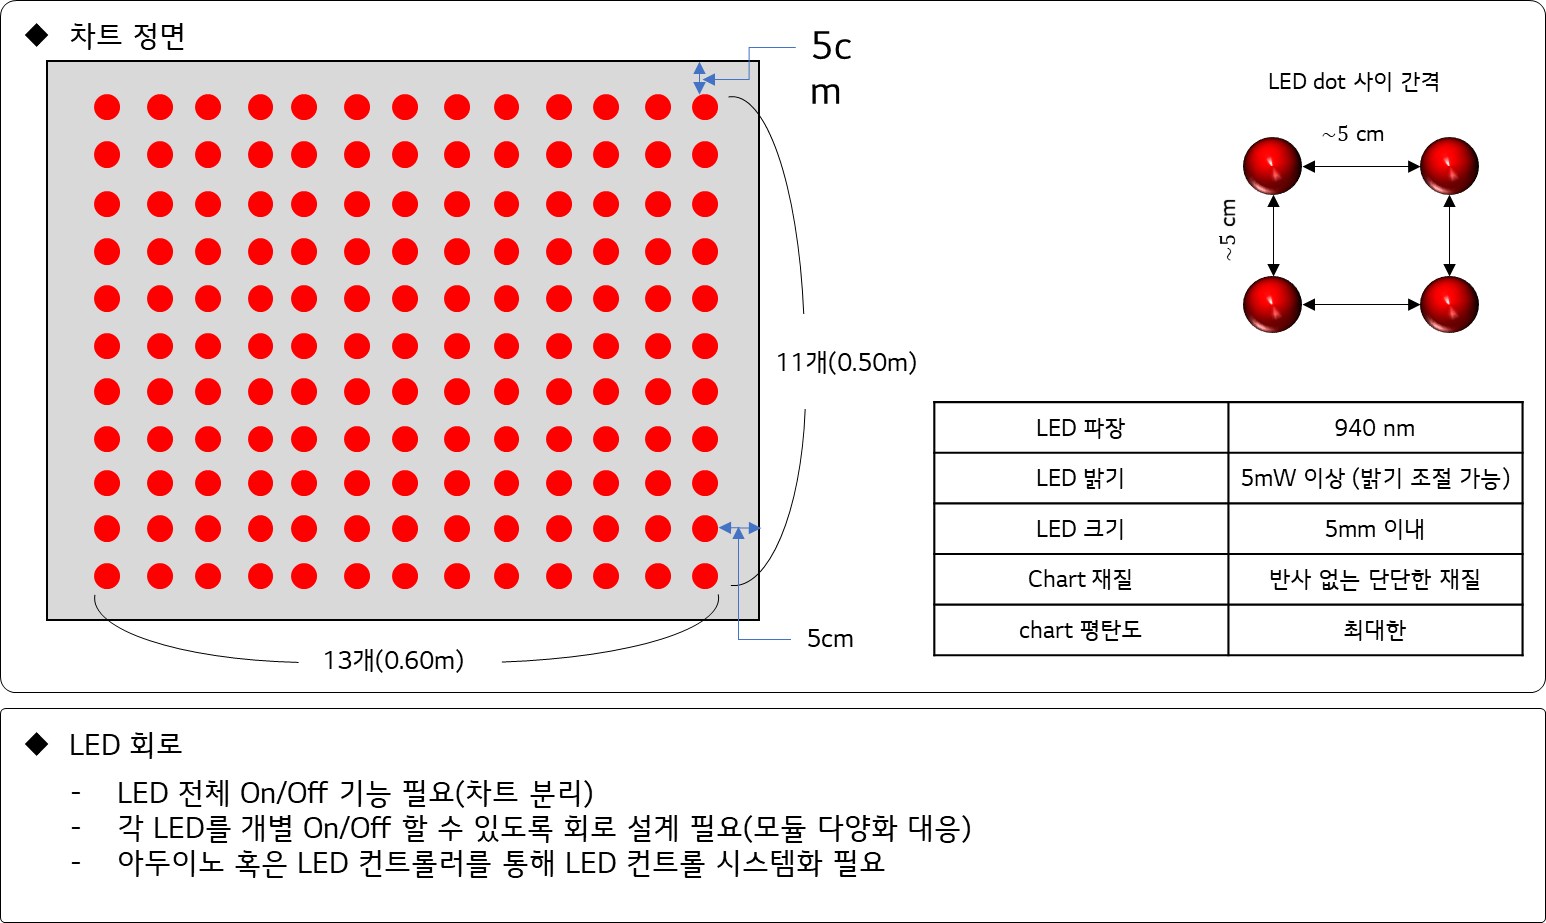 ◆ 차트 정면
5c
m
LED dot 사이 간격
~5 cm
~5 cm
11개(0.50m)
13개(0.60m)
5cm
LED 파장 940 nm
LED 밝기 5mW 이상 (밝기 조절 가능)
LED 크기 5mm 이내
Chart 재질 반사 없는 단단한 재질
chart 평탄도 최대한
◆ LED 회로
- LED 전체 On/Off 기능 필요(차트 분리)
- 각 LED를 개별 On/Off 할 수 있도록 회로 설계 필요(모듈 다양화 대응)
- 아두이노 혹은 LED 컨트롤러를 통해 LED 컨트롤 시스템화 필요